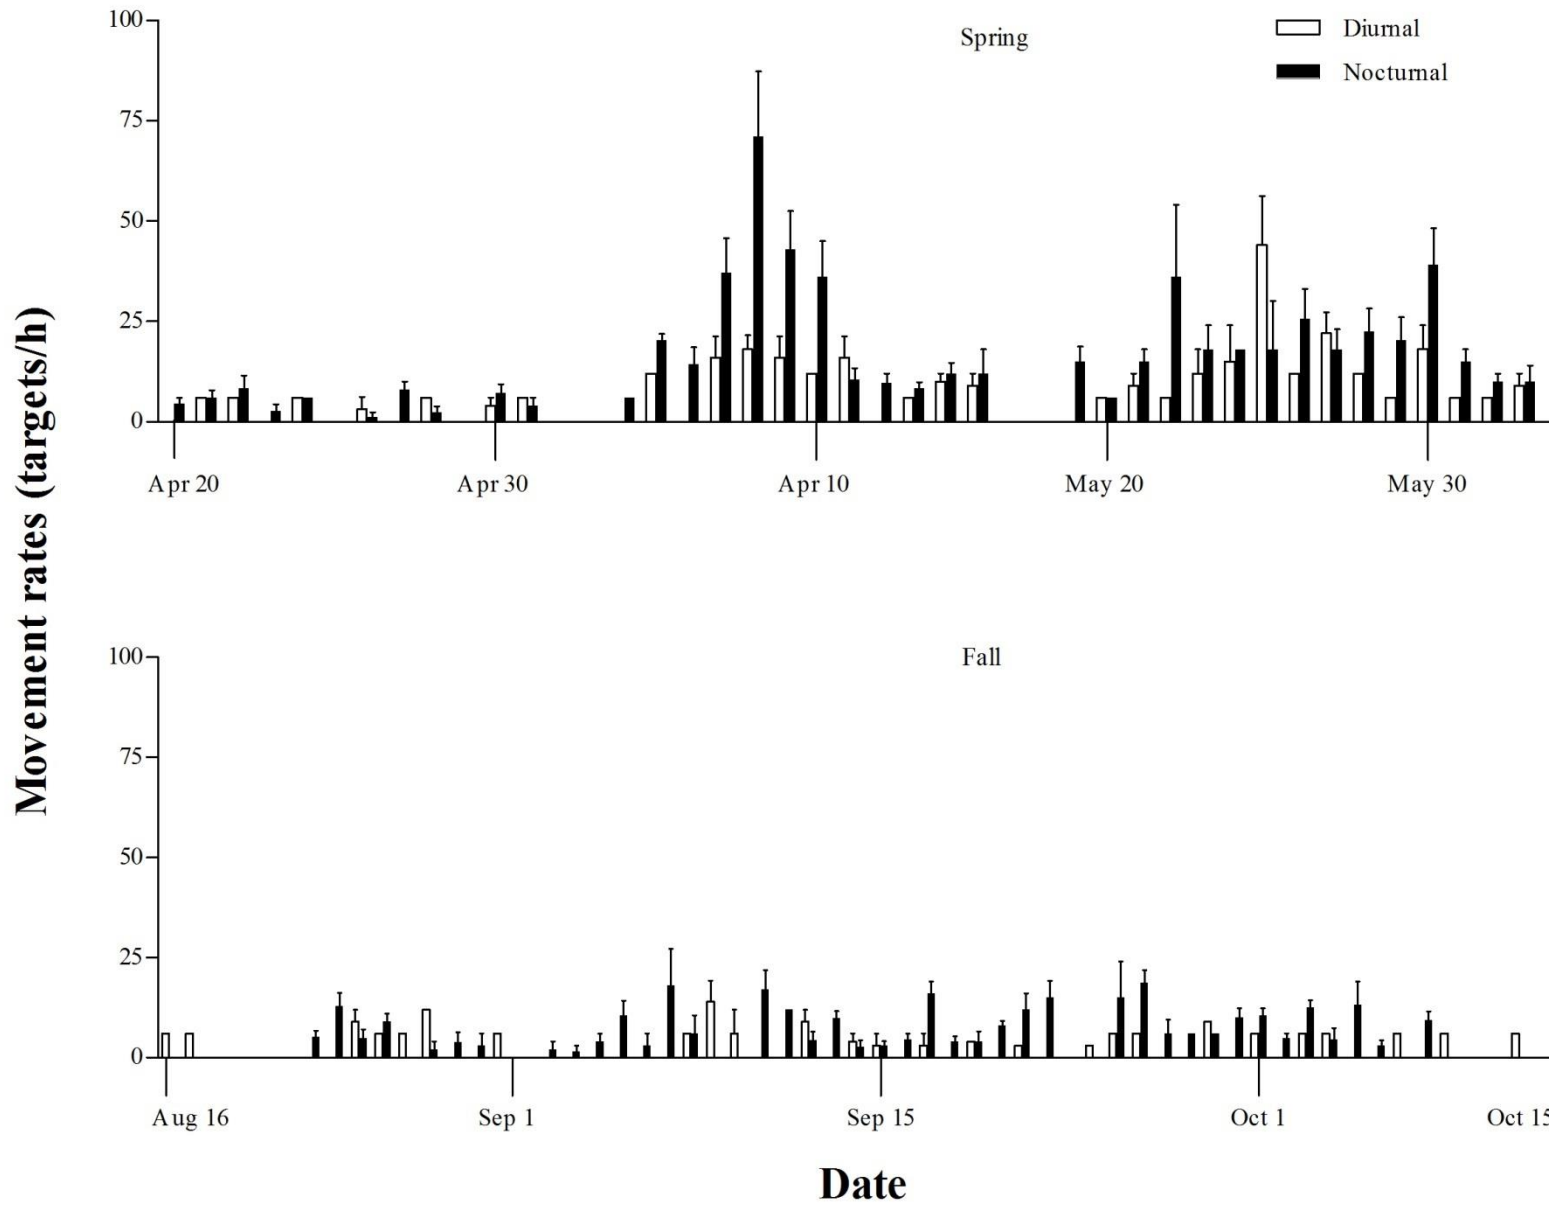 100
Spring
Diurnal
Nocturnal
75
50
25
0
Apr 20
Apr 30
Apr 10
May 20
May 30
Movement rates (targets/h)
100
Fall
75
50
25
0
Aug 16
Sep 1
Sep 15
Oct 1
Oct 15
Date